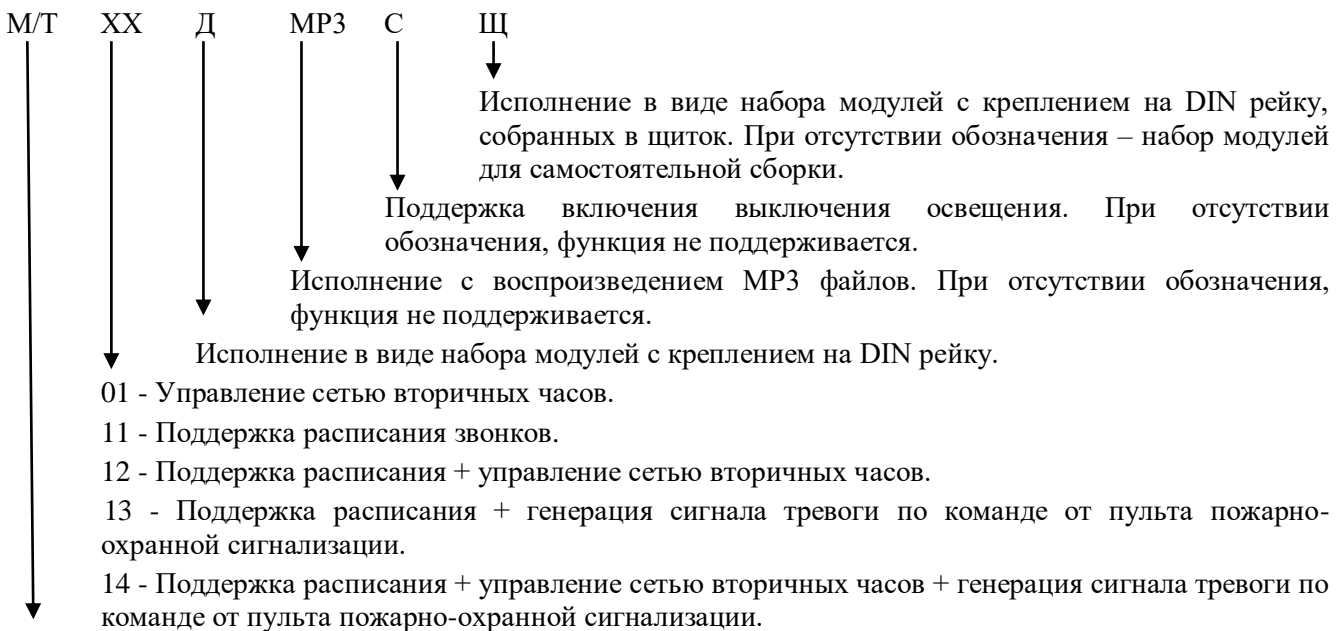 М/Т ХХ Д МР3 С Щ
Исполнение в виде набора модулей с креплением на DIN рейку,
собранных в щиток. При отсутствии обозначения – набор модулей
для самостоятельной сборки.
Поддержка включения выключения освещения. При отсутствии
обозначения, функция не поддерживается.
Исполнение с воспроизведением MP3 файлов. При отсутствии обозначения,
функция не поддерживается.
Исполнение в виде набора модулей с креплением на DIN рейку.
01 - Управление сетью вторичных часов.
11 - Поддержка расписания звонков.
12 - Поддержка расписания + управление сетью вторичных часов.
13 - Поддержка расписания + генерация сигнала тревоги по команде от пульта пожарно-
охранной сигнализации.
14 - Поддержка расписания + управление сетью вторичных часов + генерация сигнала тревоги по
команде от пульта пожарно-охранной сигнализации.